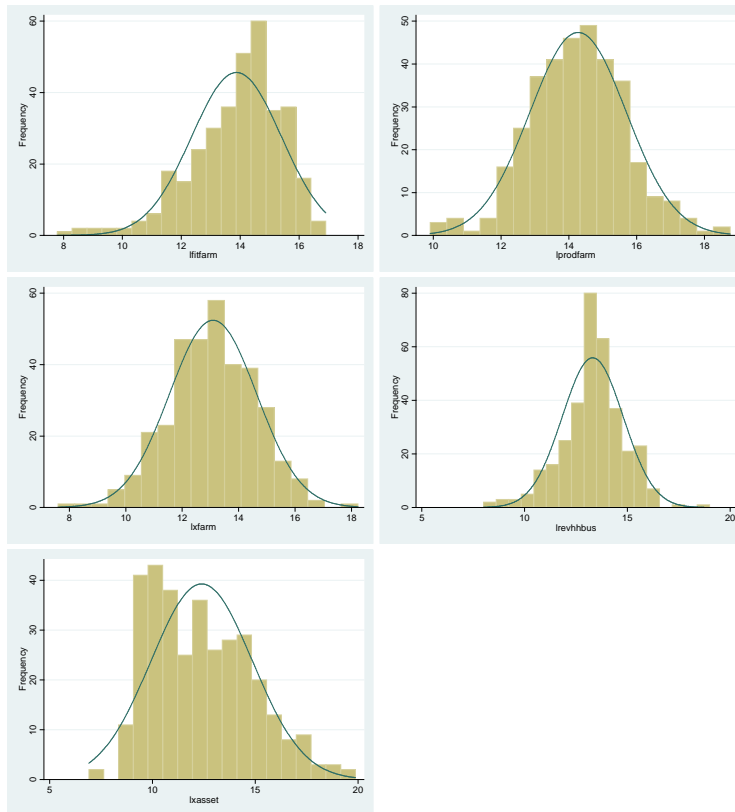 Frequency
0 20 40 60
8 10 12 14 16 18
lfitfarm
Frequency
0 10 20 30 40 50
10 12 14 16 18
lprodfarm
Frequency
0 20 40 60
8 10 12 14 16 18
lxfarm
Frequency
0 20 40 60 80
5 10 15 20
lrevhhbus
Frequency
0 10 20 30 40
5 10 15 20
lxasset